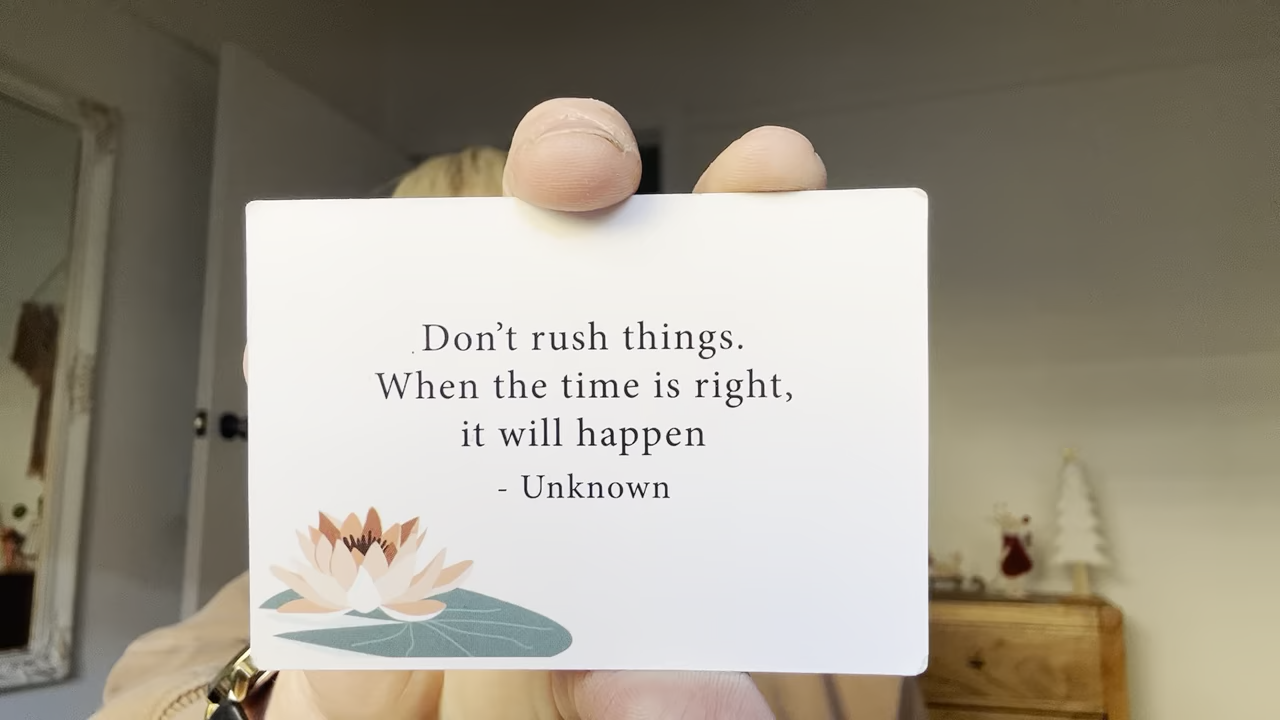 Don’t rush things.
When the time is right,
it will happen
- Unknown